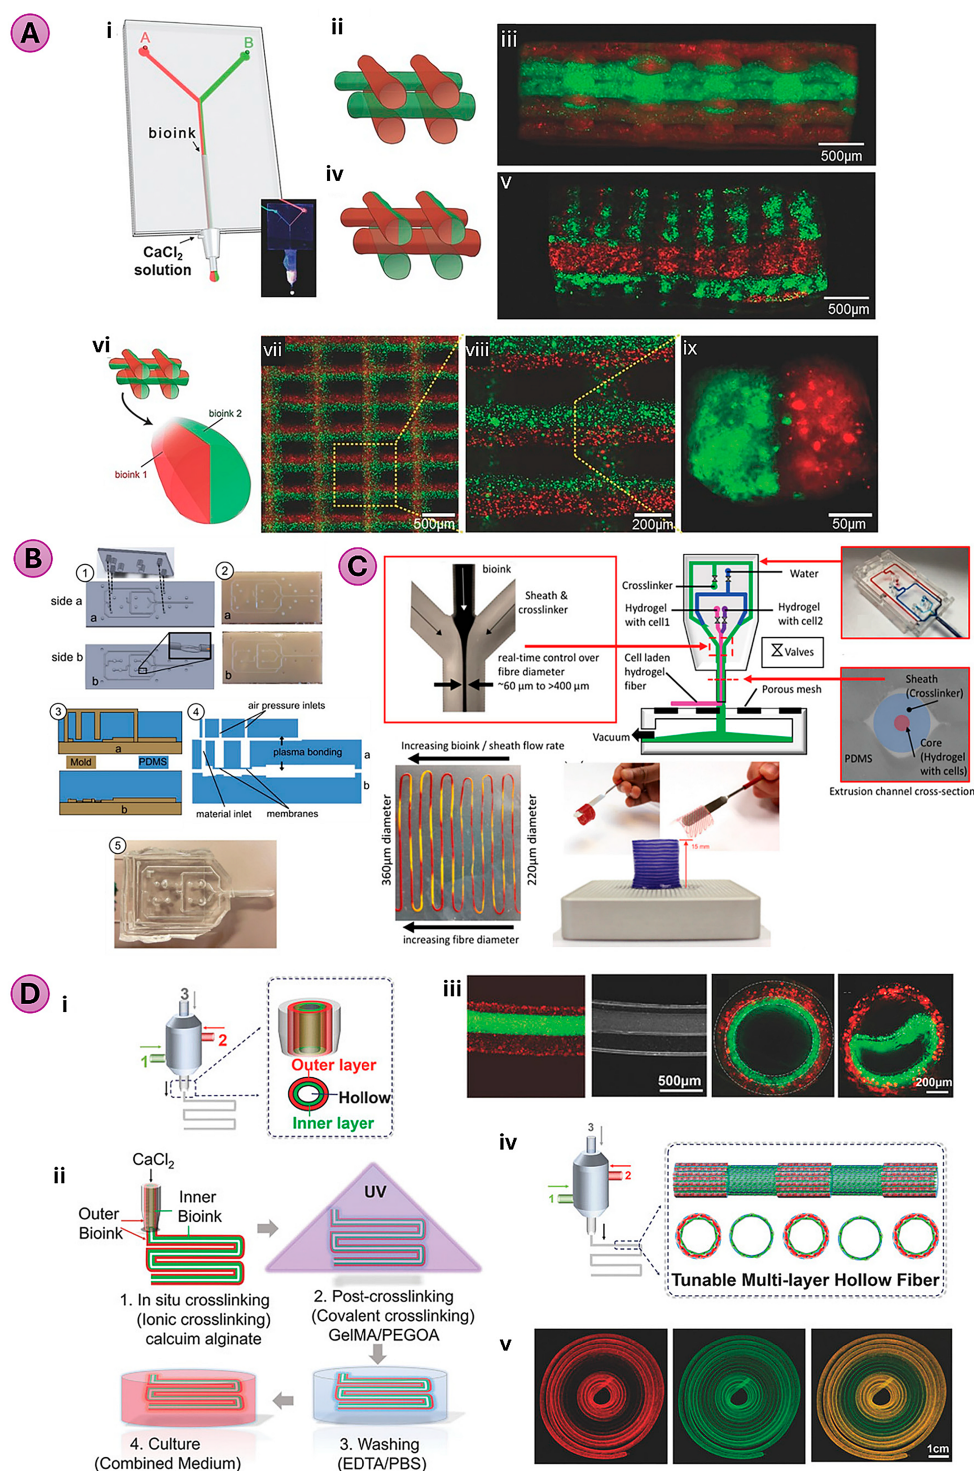 A
i
A
B
bioink
CaCl2
solution
ii
iii
500µm
iv
v
500µm
vi
bioink 2
bioink 1
vii
500µm
viii
200µm
ix
50µm
B
1
2
side a
a
a
side b
b
b
3
4
air pressure inlets
a
plasma bonding
a
Mold
PDMS
b
b
material inlet
membranes
5
C
bioink
Sheath &
crosslinker
real-time control over
fibre diameter
~60 µm to >400 µm
Crosslinker
Water
Hydrogel
with cell1
Hydrogel
with cell2
Valves
Cell laden
hydrogel
fiber
Porous mesh
Vacuum
Sheath
(Crosslinker)
Core
(Hydrogel
with cells)
PDMS
Extrusion channel cross-section
Increasing bioink / sheath flow rate
360µm diameter
220µm diameter
increasing fibre diameter
15 mm
D
i
3
2
1
Outer layer
Hollow
Inner layer
ii
CaCl2
Outer
Bioink
Inner
Bioink
UV
1. In situ crosslinking
(Ionic crosslinking)
calcuim alginate
2. Post-crosslinking
(Covalent crosslinking)
GelMA/PEGOA
4. Culture
(Combined Medium)
3. Washing
(EDTA/PBS)
iii
500µm
200µm
iv
3
2
1
Tunable Multi-layer Hollow Fiber
v
1cm